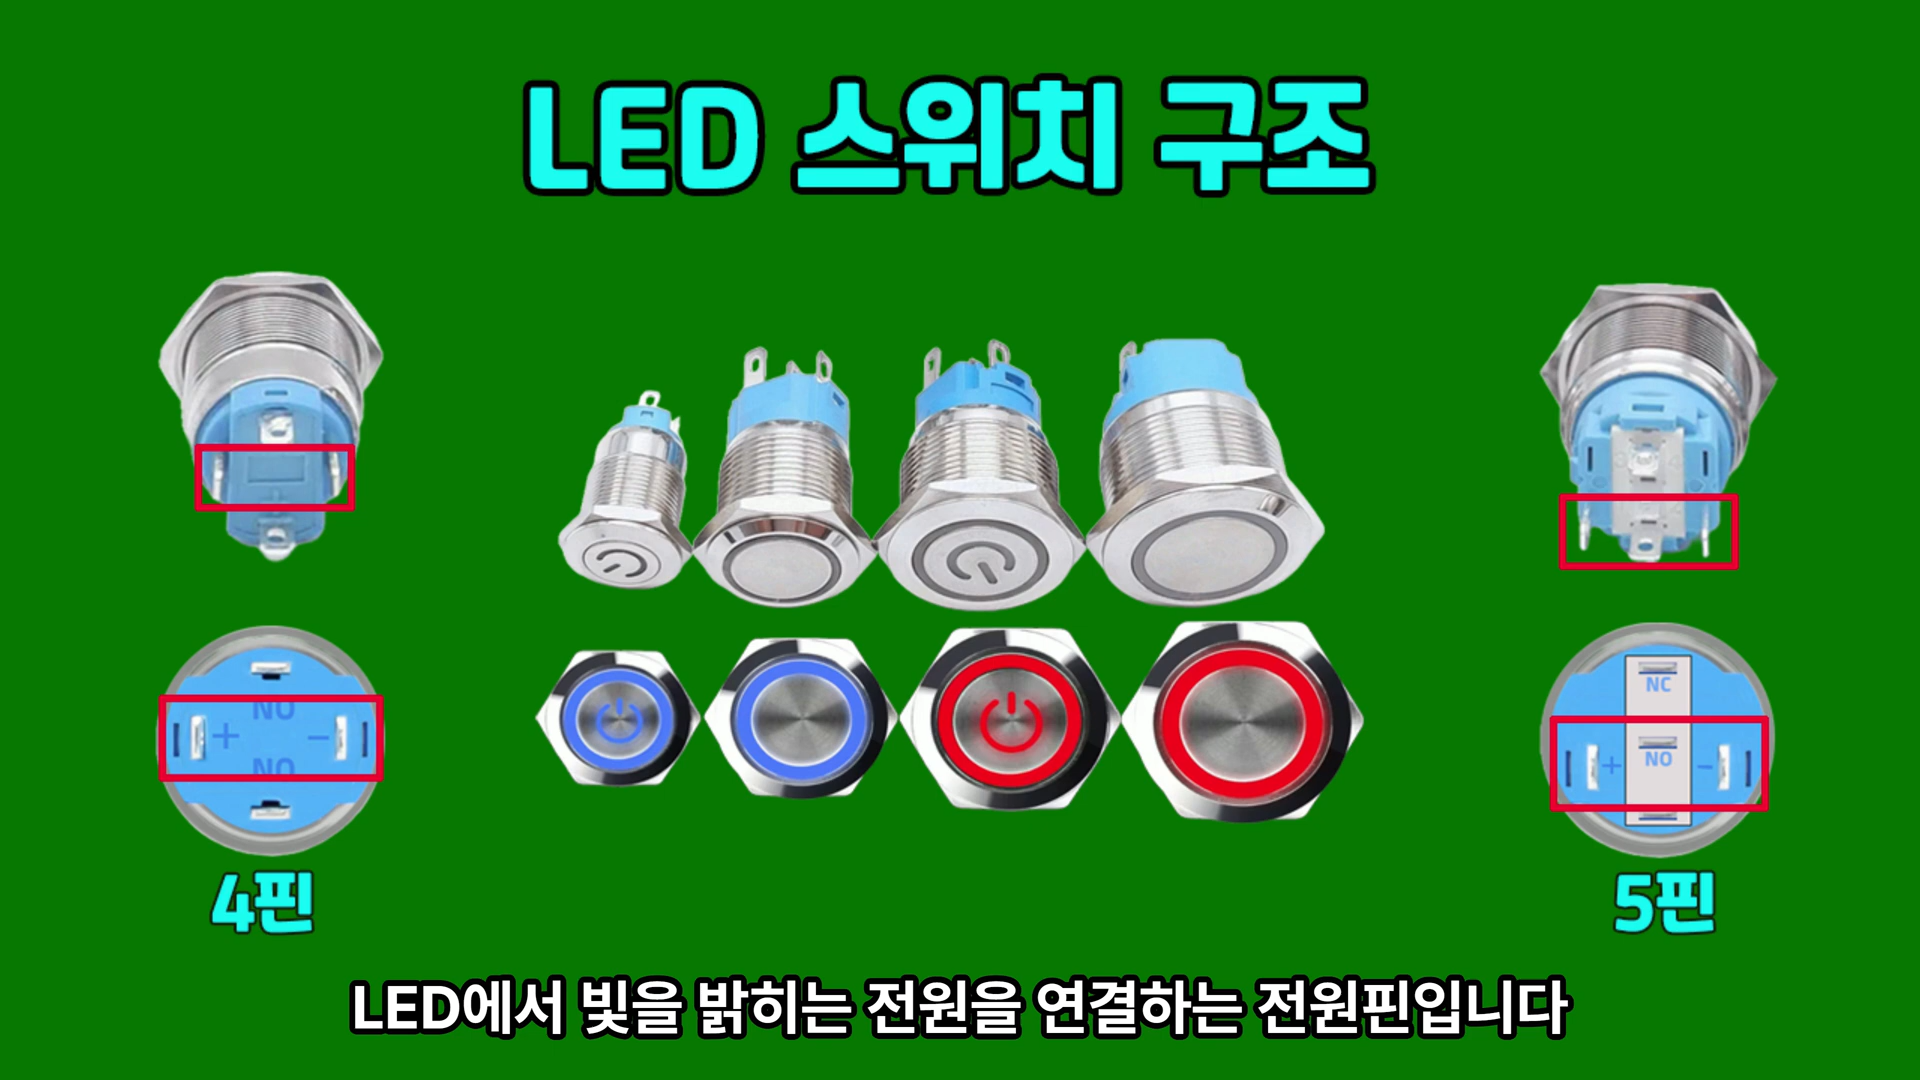 LED 스위치 구조
NO
+ −
NO
NC
NO
+ −
4핀
5핀
LED에서 빛을 밝히는 전원을 연결하는 전원핀입니다